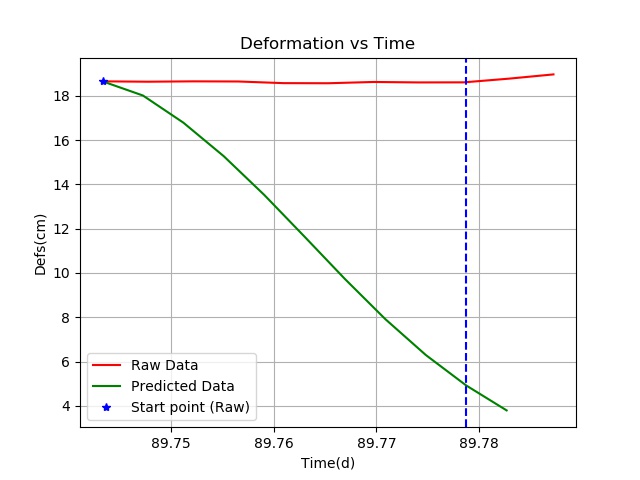 Deformation vs Time
Defs(cm)
18
16
14
12
10
8
6
4
Raw Data
Predicted Data
Start point (Raw)
89.75 89.76 89.77 89.78
Time(d)